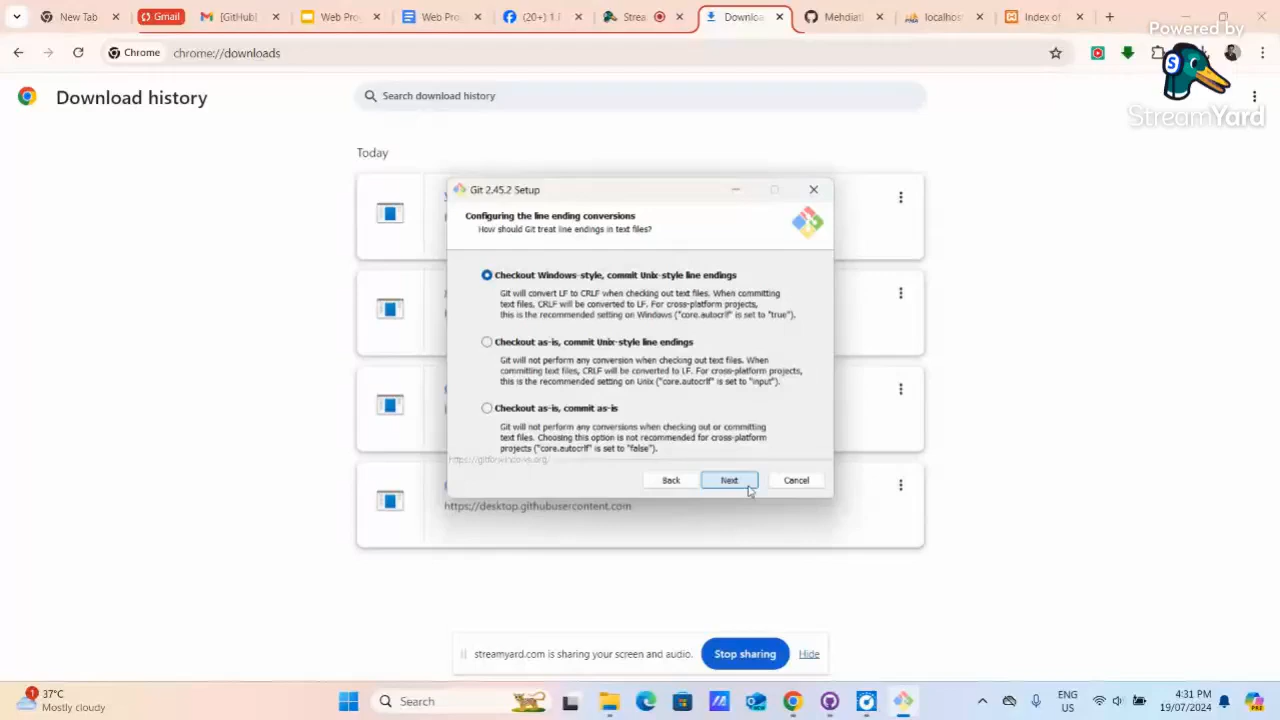 New Tab
Gmail
[GitHub]
Web Pro
Web Pro
(20+) 1
Strea
Downloa
Mehdiati
localhos
Index of
Chrome
chrome://downloads
Powered by
StreamYard
Download history
Search download history
Today
Git 2.45.2 Setup
Configuring the line ending conversions
How should Git treat line endings in text files?
Checkout Windows-style, commit Unix-style line endings
Git will convert LF to CRLF when checking out text files. When committing
text files, CRLF will be converted to LF. For cross-platform projects,
this is the recommended setting on Windows ("core.autocrlf" is set to "true").
Checkout as-is, commit Unix-style line endings
Git will not perform any conversion when checking out text files. When
committing text files, CRLF will be converted to LF. For cross-platform projects,
this is the recommended setting on Unix ("core.autocrlf" is set to "input").
Checkout as-is, commit as-is
Git will not perform any conversions when checking out or committing
text files. Choosing this option is not recommended for cross-platform
projects ("core.autocrlf" is set to "false").
https://gitforwindows.org/
Back
Next
Cancel
https://desktop.githubusercontent.com
streamyard.com is sharing your screen and audio.
Stop sharing
Hide
1
37°C
Mostly cloudy
Search
ENG
US
4:31 PM
19/07/2024